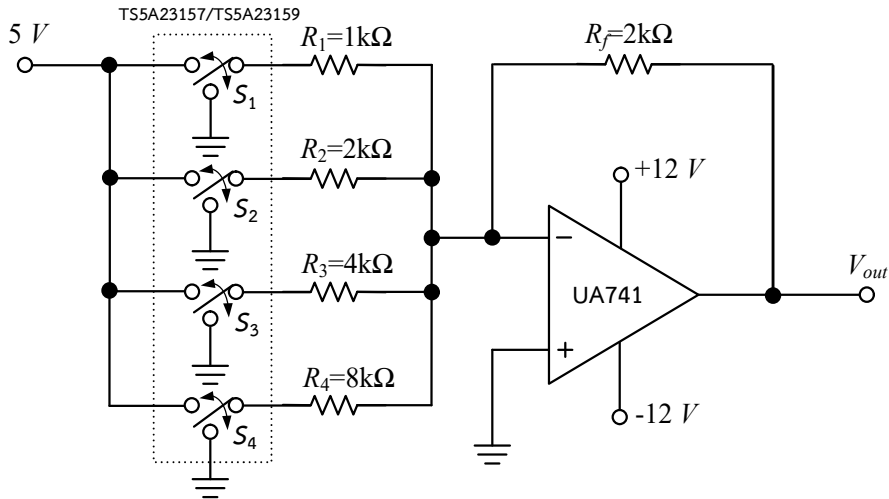 TS5A23157/TS5A23159
5 V
R1=1kΩ
Rf=2kΩ
S1
R2=2kΩ
+12 V
S2
R3=4kΩ
−
Vout
UA741
S3
+
R4=8kΩ
-12 V
S4